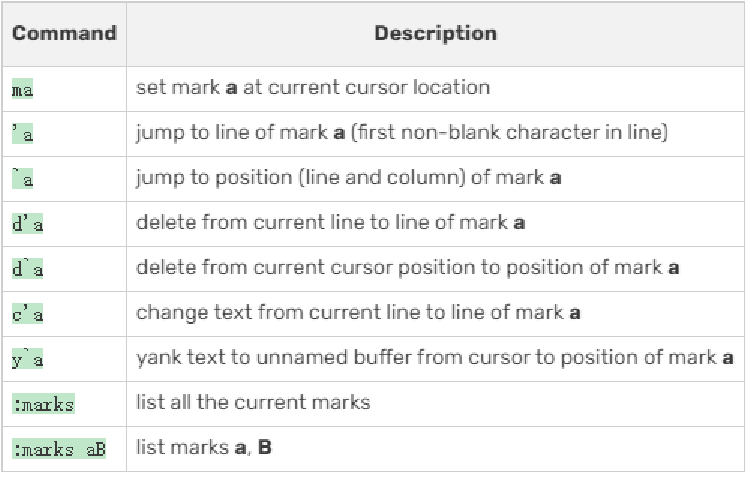 Command Description
ma set mark a at current cursor location
'a jump to line of mark a (first non-blank character in line)
`a jump to position (line and column) of mark a
d'a delete from current line to line of mark a
d`a delete from current cursor position to position of mark a
c'a change text from current line to line of mark a
y`a yank text to unnamed buffer from cursor to position of mark a
:marks list all the current marks
:marks aB list marks a, B